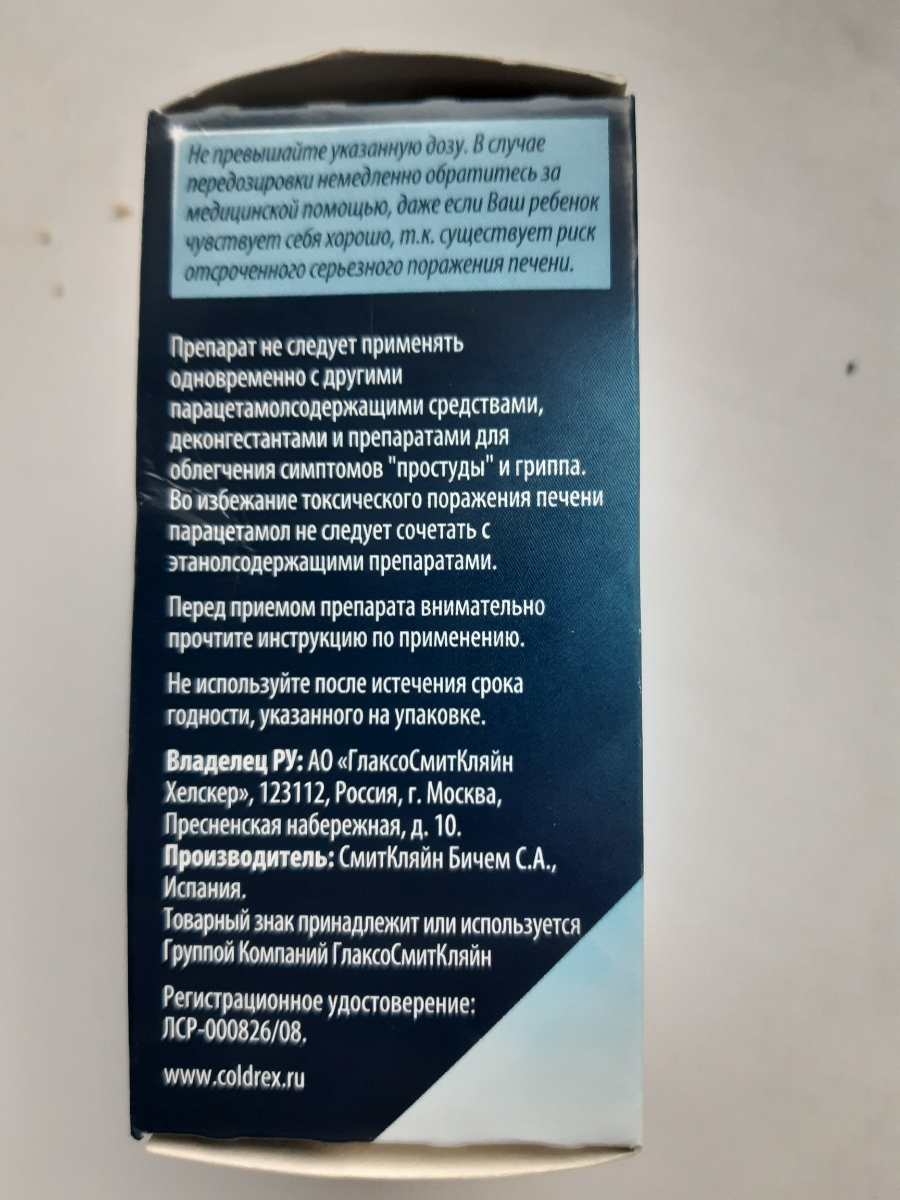 Не превышайте указанную дозу. В случае
передозировки немедленно обратитесь за
медицинской помощью, даже если Ваш ребенок
чувствует себя хорошо, т.к. существует риск
отсроченного серьезного поражения печени.
Препарат не следует применять
одновременно с другими
парацетамолсодержащими средствами,
деконгестантами и препаратами для
облегчения симптомов "простуды" и гриппа.
Во избежание токсического поражения печени
парацетамол не следует сочетать с
этанолсодержащими препаратами.
Перед приемом препарата внимательно
прочтите инструкцию по применению.
Не используйте после истечения срока
годности, указанного на упаковке.
Владелец РУ: АО «ГлаксоСмитКляйн
Хелскер», 123112, Россия, г. Москва,
Пресненская набережная, д. 10.
Производитель: СмитКляйн Бичем С.А.,
Испания.
Товарный знак принадлежит или используется
Группой Компаний ГлаксоСмитКляйн
Регистрационное удостоверение:
ЛСР-000826/08.
www.coldrex.ru